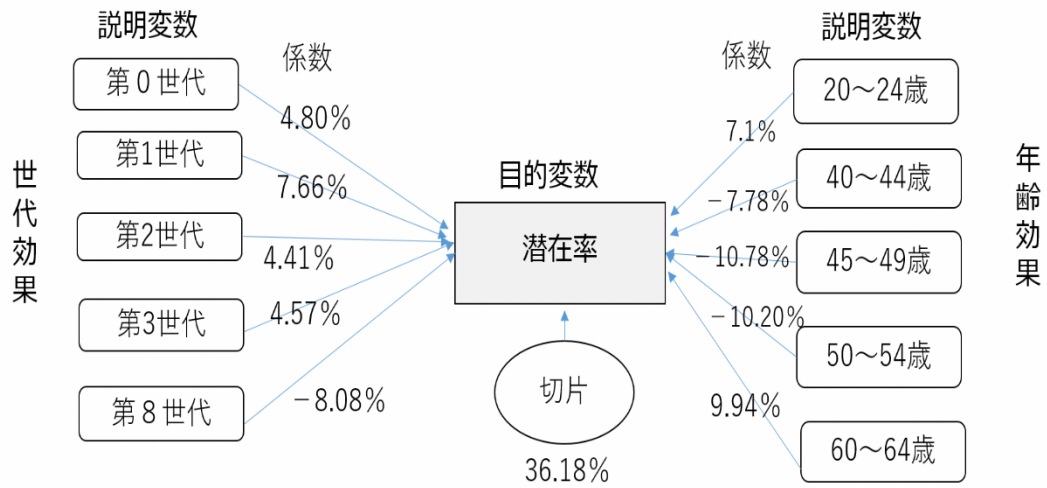 説明変数
係数
第０世代
4.80%
第1世代
7.66%
第2世代
4.41%
第3世代
4.57%
第８世代
－8.08%
世代効果
目的変数
潜在率
切片
36.18%
説明変数
係数
20～24歳
7.1%
40～44歳
－7.78%
45～49歳
－10.78%
50～54歳
－10.20%
60～64歳
9.94%
年齢効果